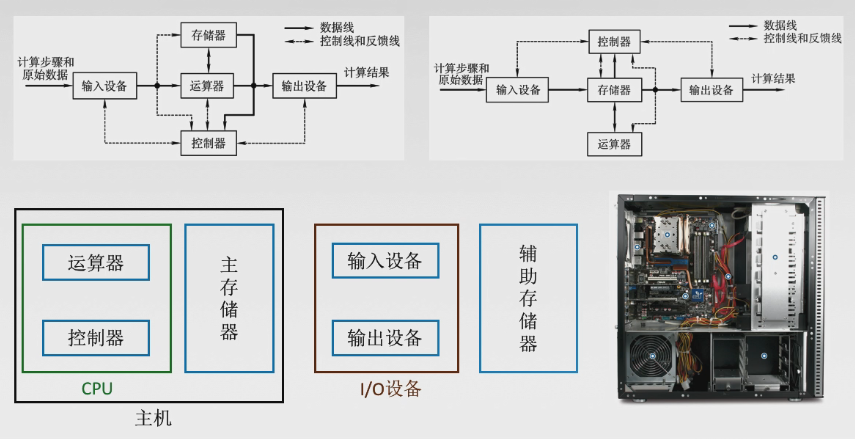 存储器
数据线
控制线和反馈线
计算步骤和
原始数据
输入设备
运算器
输出设备
计算结果
控制器
数据线
控制线和反馈线
控制器
计算步骤和
原始数据
输入设备
存储器
输出设备
计算结果
运算器
运算器
控制器
CPU
主存储器
主机
输入设备
输出设备
I/O设备
辅助存储器